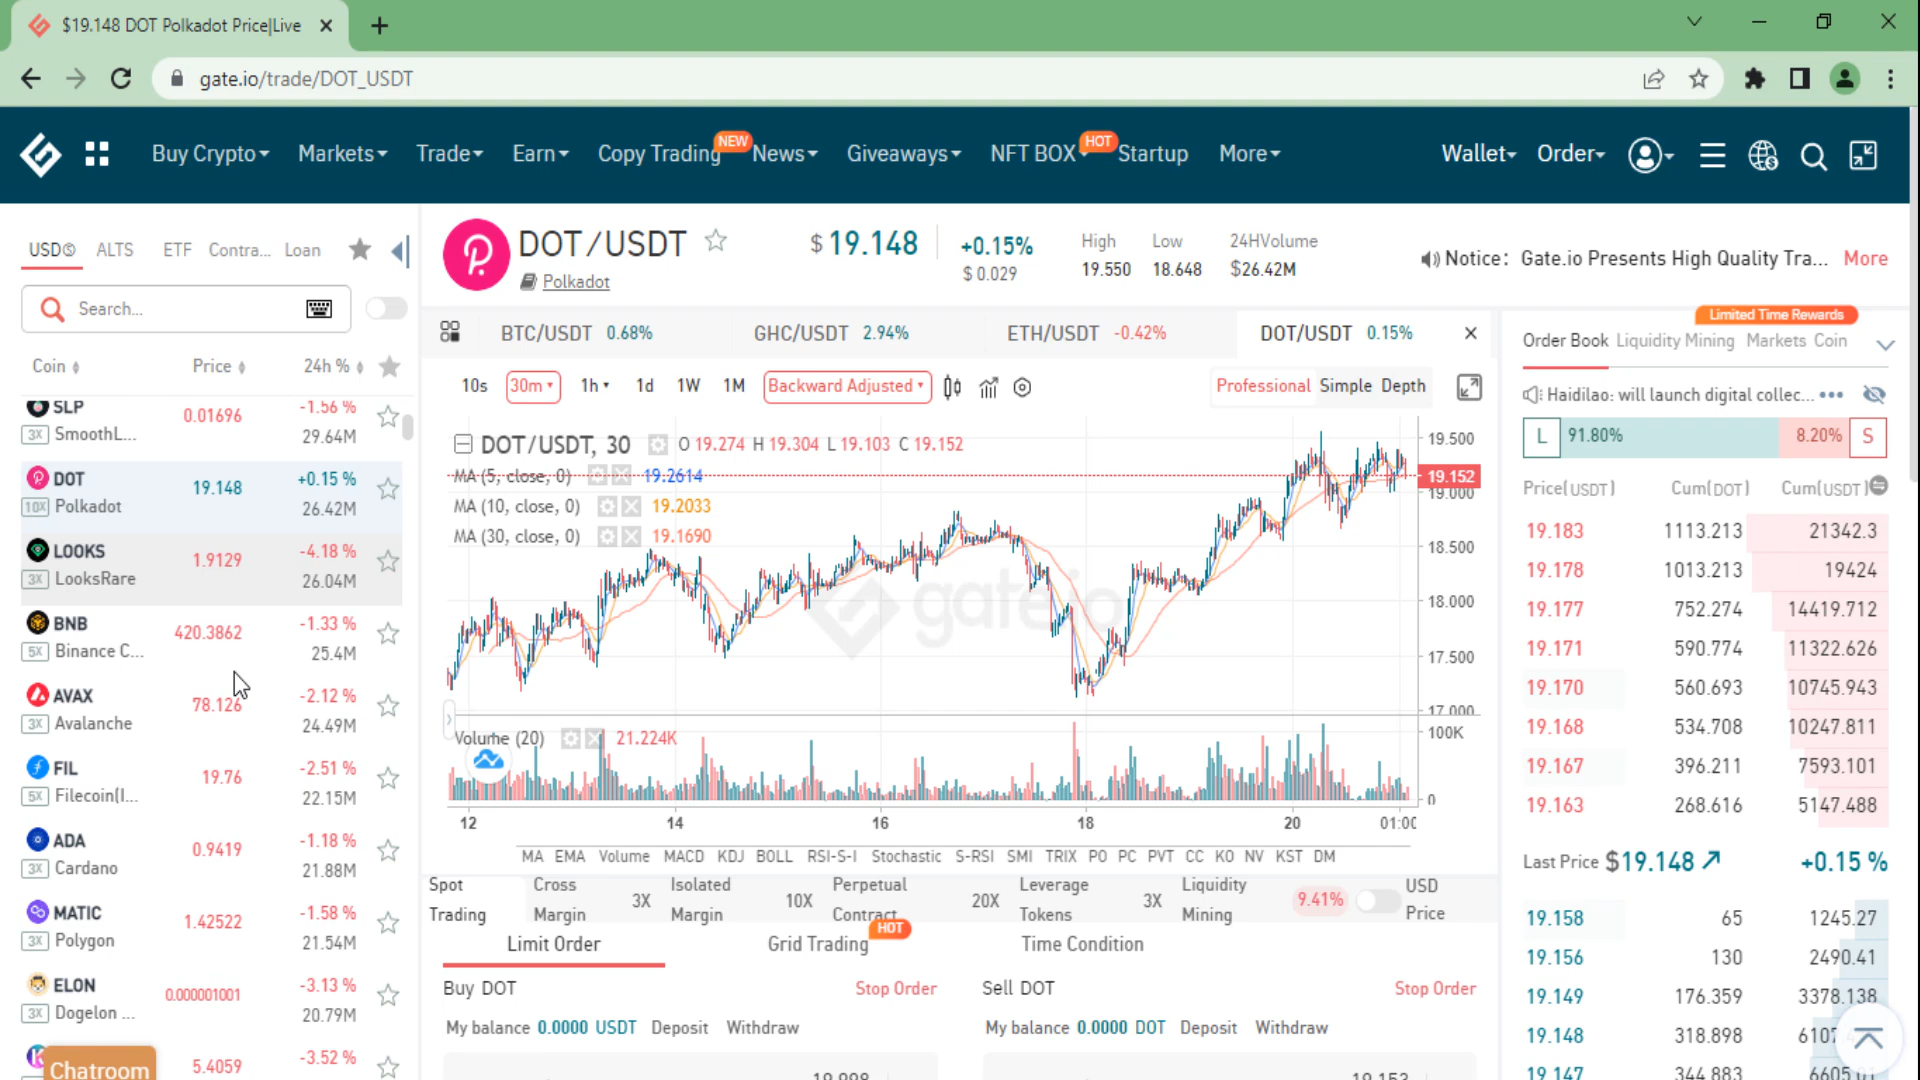 $19.148 DOT Polkadot Price|Live
gate.io/trade/DOT_USDT
Buy Crypto Markets Trade Earn Copy Trading NEW News Giveaways NFT BOX HOT Startup More Wallet Order
USDⓈ ALTS ETF Contra... Loan
Search...
Coin Price 24h %
SLP 0.01696 -1.56 %
3X SmoothL... 29.64M
DOT 19.148 +0.15 %
10X Polkadot 26.42M
LOOKS 1.9129 -4.18 %
3X LooksRare 26.04M
BNB 420.3862 -1.33 %
5X Binance C... 25.4M
AVAX 78.126 -2.12 %
3X Avalanche 24.49M
FIL 19.76 -2.51 %
5X Filecoin(I... 22.15M
ADA 0.9419 -1.18 %
3X Cardano 21.88M
MATIC 1.42522 -1.58 %
3X Polygon 21.54M
ELON 0.000001001 -3.13 %
3X Dogelon ... 20.79M
5.4059 -3.52 %
Chatroom
DOT/USDT
Polkadot
$ 19.148
+0.15%
$ 0.029
High Low 24HVolume
19.550 18.648 $26.42M
Notice: Gate.io Presents High Quality Tra... More
BTC/USDT 0.68% GHC/USDT 2.94% ETH/USDT -0.42% DOT/USDT 0.15%
10s 30m 1h 1d 1W 1M Backward Adjusted Professional Simple Depth
DOT/USDT, 30 O 19.274 H 19.304 L 19.103 C 19.152
MA (5, close, 0) 19.2614
MA (10, close, 0) 19.2033
MA (30, close, 0) 19.1690
gate.io
19.500
19.152
19.000
18.500
18.000
17.500
17.000
Volume (20) 21.224K
100K
0
12 14 16 18 20 01:00
MA EMA Volume MACD KDJ BOLL RSI-S-I Stochastic S-RSI SMI TRIX PO PC PVT CC KO NV KST DM
Spot Trading Cross Margin 3X Isolated Margin 10X Perpetual Contract 20X Leverage Tokens 3X Liquidity Mining 9.41% USD Price
Limit Order Grid Trading HOT Time Condition
Buy DOT Stop Order Sell DOT Stop Order
My balance 0.0000 USDT Deposit Withdraw My balance 0.0000 DOT Deposit Withdraw
Limited Time Rewards
Order Book Liquidity Mining Markets Coin
Haidilao: will launch digital collec...
L 91.80% 8.20% S
Price(USDT) Cum(DOT) Cum(USDT)
19.183 1113.213 21342.3
19.178 1013.213 19424
19.177 752.274 14419.712
19.171 590.774 11322.626
19.170 560.693 10745.943
19.168 534.708 10247.811
19.167 396.211 7593.101
19.163 268.616 5147.488
Last Price $19.148 +0.15 %
19.158 65 1245.27
19.156 130 2490.41
19.149 176.359 3378.138
19.148 318.898
19.147 344.883